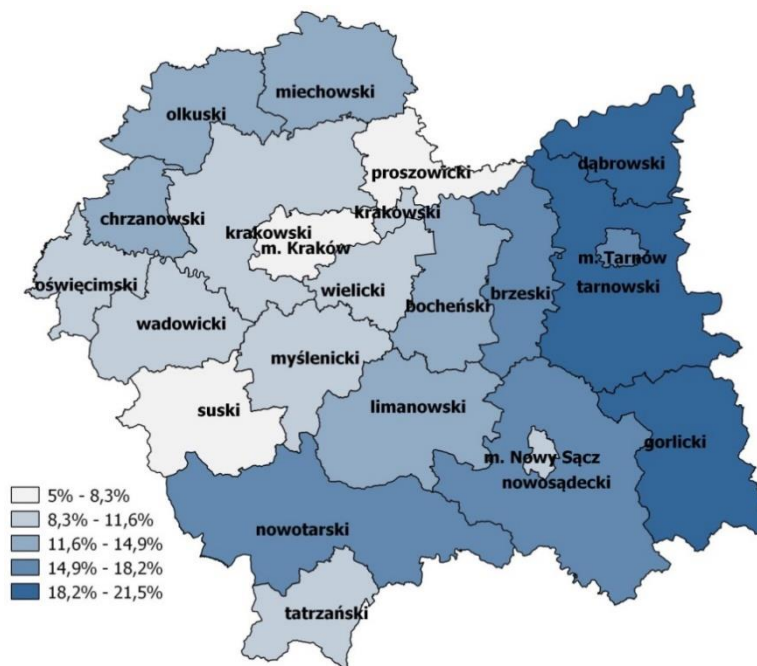 miechowski
olkuski
dąbrowski
proszowicki
chrzanowski
krakowski
krakowski
m. Kraków
m. Tarnów
oświęcimski
wielicki
tarnowski
bocheński
brzeski
wadowicki
myślenicki
suski
limanowski
gorlicki
m. Nowy Sącz
nowosądecki
nowotarski
tatrzański
5% - 8,3%
8,3% - 11,6%
11,6% - 14,9%
14,9% - 18,2%
18,2% - 21,5%